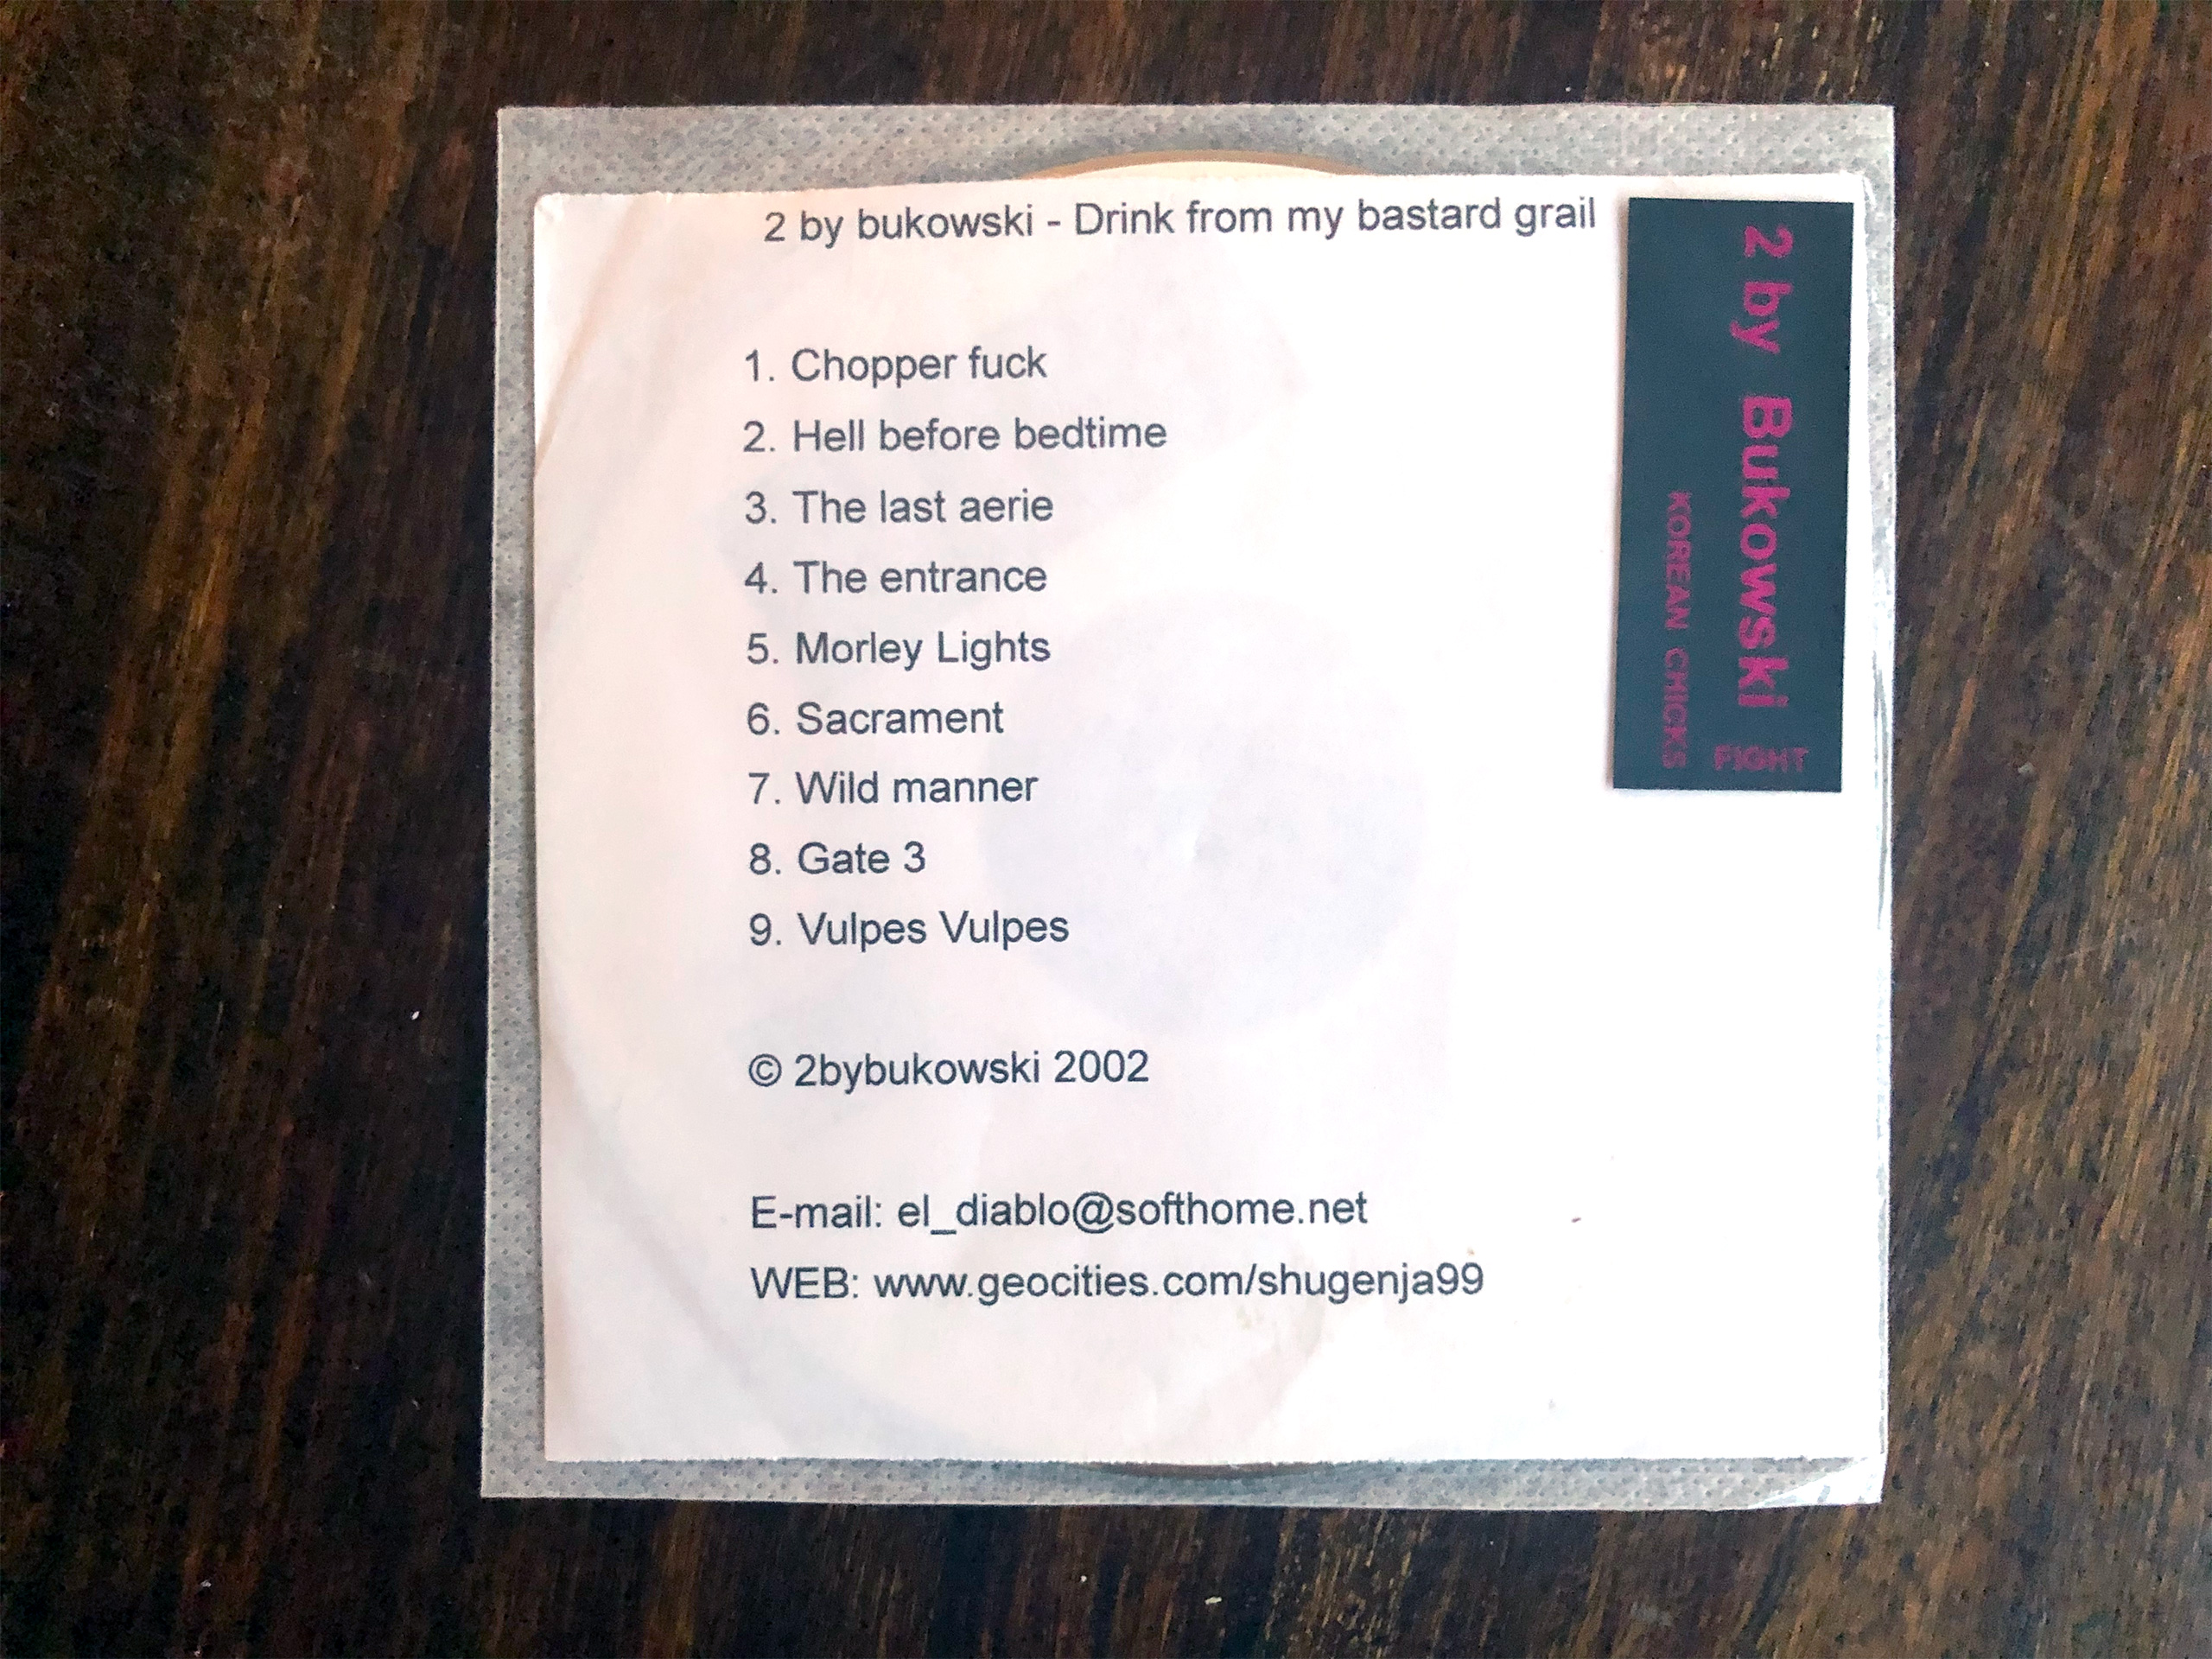 2 by bukowski - Drink from my bastard grail
1. Chopper fuck
2. Hell before bedtime
3. The last aerie
4. The entrance
5. Morley Lights
6. Sacrament
7. Wild manner
8. Gate 3
9. Vulpes Vulpes
© 2bybukowski 2002
E-mail: el_diablo@softhome.net
WEB: www.geocities.com/shugenja99
2 by Bukowski
FIGHT
KOREAN CHICKS